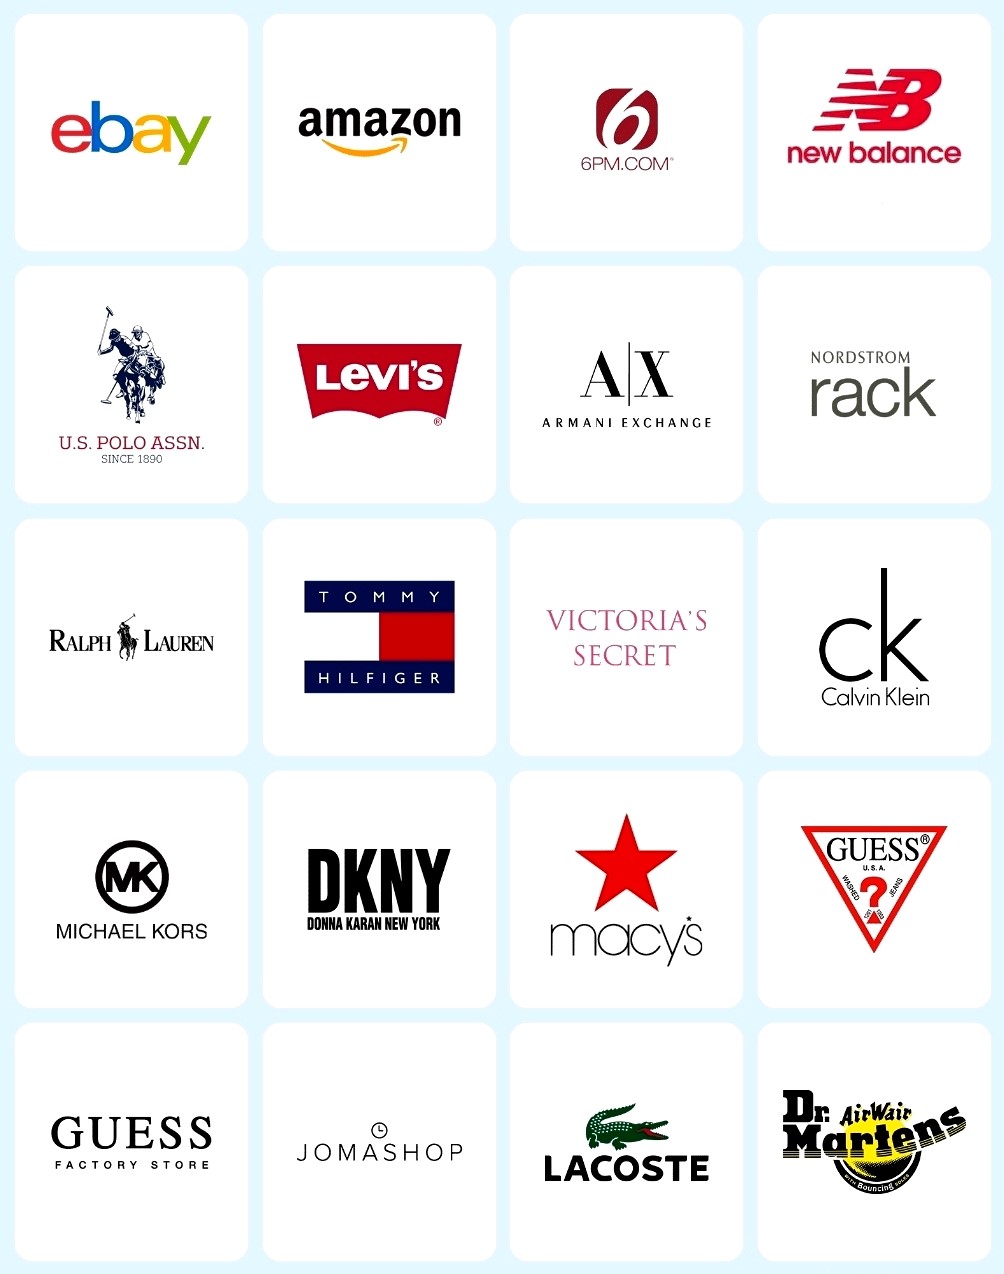 ebay
amazon
6
6PM.COM®
NB
new balance
U.S. POLO ASSN.
SINCE 1890
Levi's
®
A|X
ARMANI EXCHANGE
NORDSTROM
rack
RALPH LAUREN
TOMMY
HILFIGER
VICTORIA'S
SECRET
ck
Calvin Klein
MK
MICHAEL KORS
DKNY
DONNA KARAN NEW YORK
macy's
GUESS®
U.S.A.
WASHED JEANS
?
GUESS
FACTORY STORE
JOMASHOP
LACOSTE
Dr. AirWair
Martens
WITH Bouncing SOLES